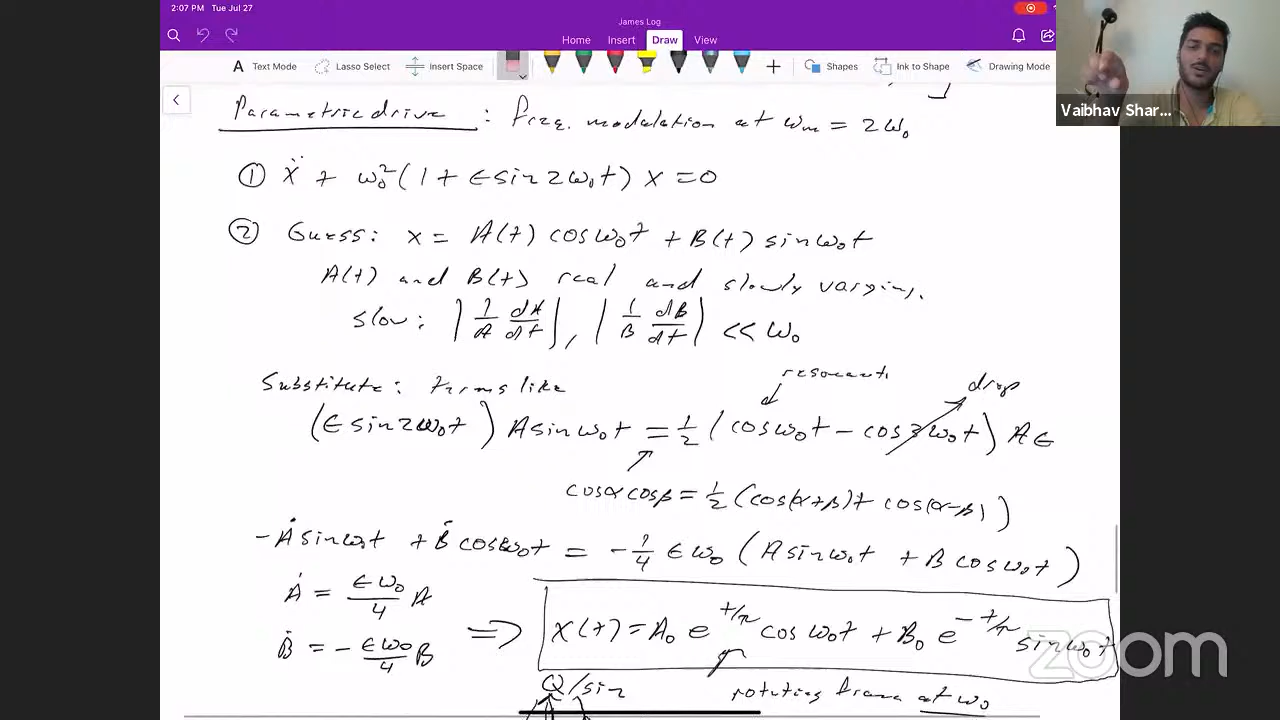 2:07 PM Tue Jul 27
James Log
Home Insert Draw View
Text Mode Lasso Select Insert Space Shapes Ink to Shape Drawing Mode
Vaibhav Shar...
Parametric drive : freq. modulation at ωm = 2ω₀
① ẍ + ω₀²(1 + ε sin 2ω₀t) x = 0
② Guess: x = A(t) cos ω₀t + B(t) sin ω₀t
A(t) and B(t) real and slowly varying.
slow: |1/A dA/dt|, |1/B dB/dt| << ω₀
resonant
drop
Substitute: terms like
(ε sin 2ω₀t) A sin ω₀t = 1/2 (cos ω₀t - cos 3ω₀t) A ε
cos α cos β = 1/2 (cos(α+β) + cos(α-β))
-Ȧ sin ω₀t + Ḃ cos ω₀t = -1/4 ε ω₀ (A sin ω₀t + B cos ω₀t)
Ȧ = εω₀/4 A
Ḃ = -εω₀/4 B
=> x(t) = A₀ e^{+t/τ} cos ω₀t + B₀ e^{-t/τ} sin ω₀t
Q/sin
rotating frame at ω₀
zoom